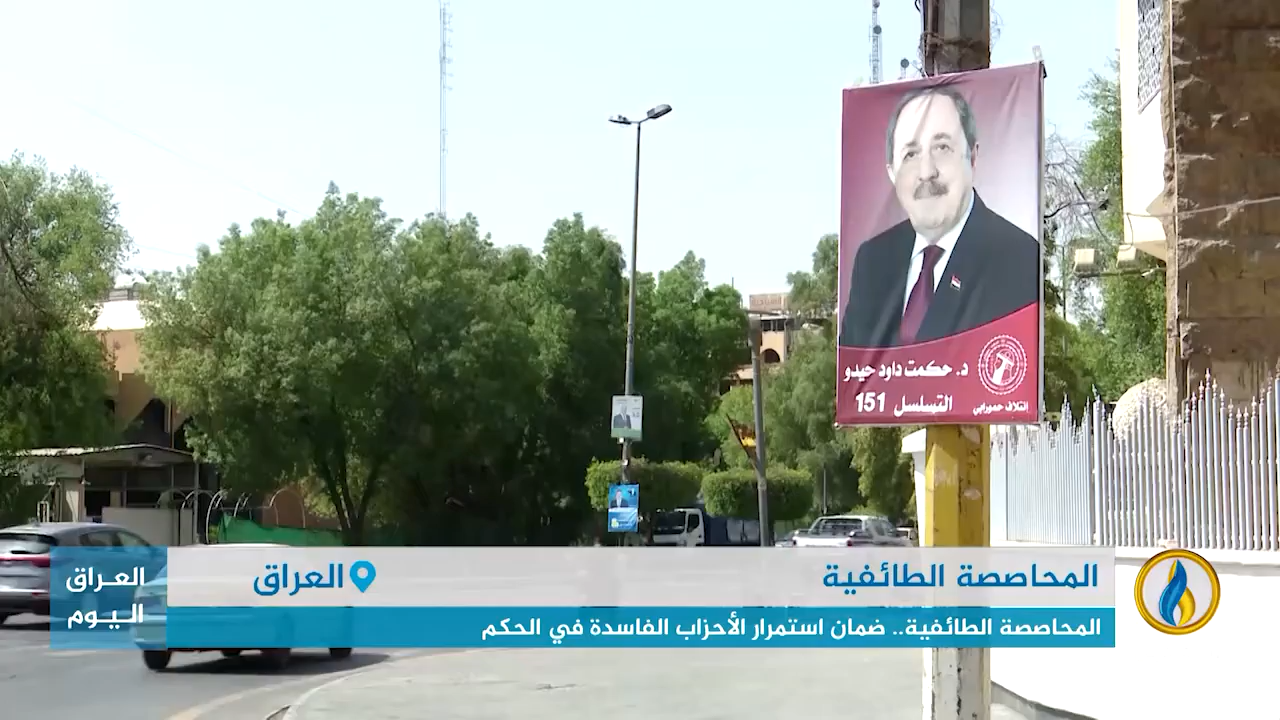 د. حكمت داود حيدو
التسلسل 151
ائتلاف حمورابي
المحاصصة الطائفية
العراق
المحاصصة الطائفية.. ضمان استمرار الأحزاب الفاسدة في الحكم
العراق
اليوم